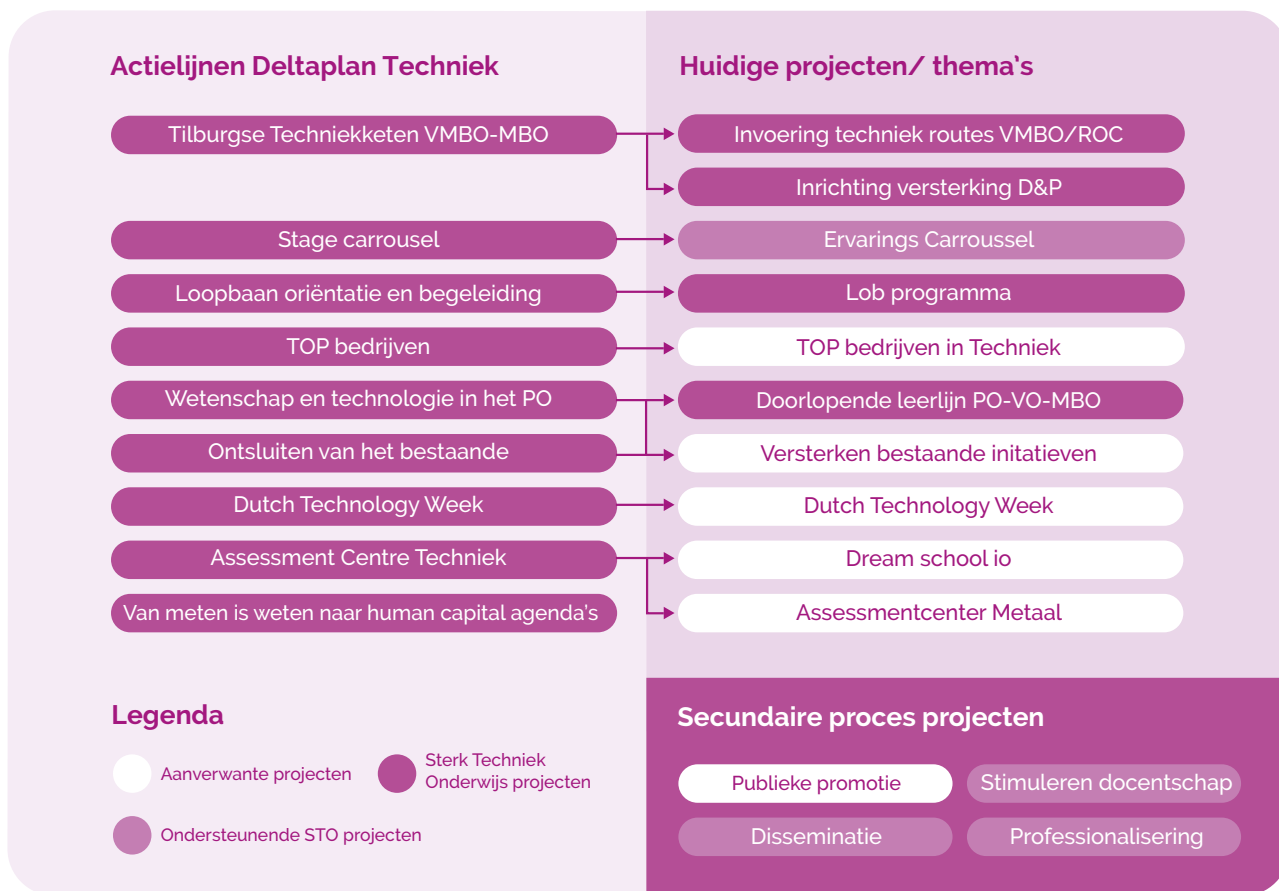 Actielijnen Deltaplan Techniek
Tilburgse Techniekketen VMBO-MBO
Stage carrousel
Loopbaan oriëntatie en begeleiding
TOP bedrijven
Wetenschap en technologie in het PO
Ontsluiten van het bestaande
Dutch Technology Week
Assessment Centre Techniek
Van meten is weten naar human capital agenda's
Huidige projecten/ thema's
Invoering techniek routes VMBO/ROC
Inrichting versterking D&P
Ervarings Carroussel
Lob programma
TOP bedrijven in Techniek
Doorlopende leerlijn PO-VO-MBO
Versterken bestaande initatieven
Dutch Technology Week
Dream school io
Assessmentcenter Metaal
Legenda
Aanverwante projecten
Sterk Techniek
Onderwijs projecten
Ondersteunende STO projecten
Secundaire proces projecten
Publieke promotie
Stimuleren docentschap
Disseminatie
Professionalisering